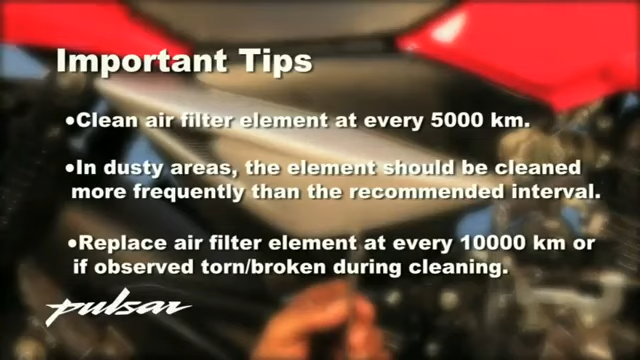 Important Tips
•Clean air filter element at every 5000 km.
•In dusty areas, the element should be cleaned
more frequently than the recommended interval.
•Replace air filter element at every 10000 km or
if observed torn/broken during cleaning.
pulsar